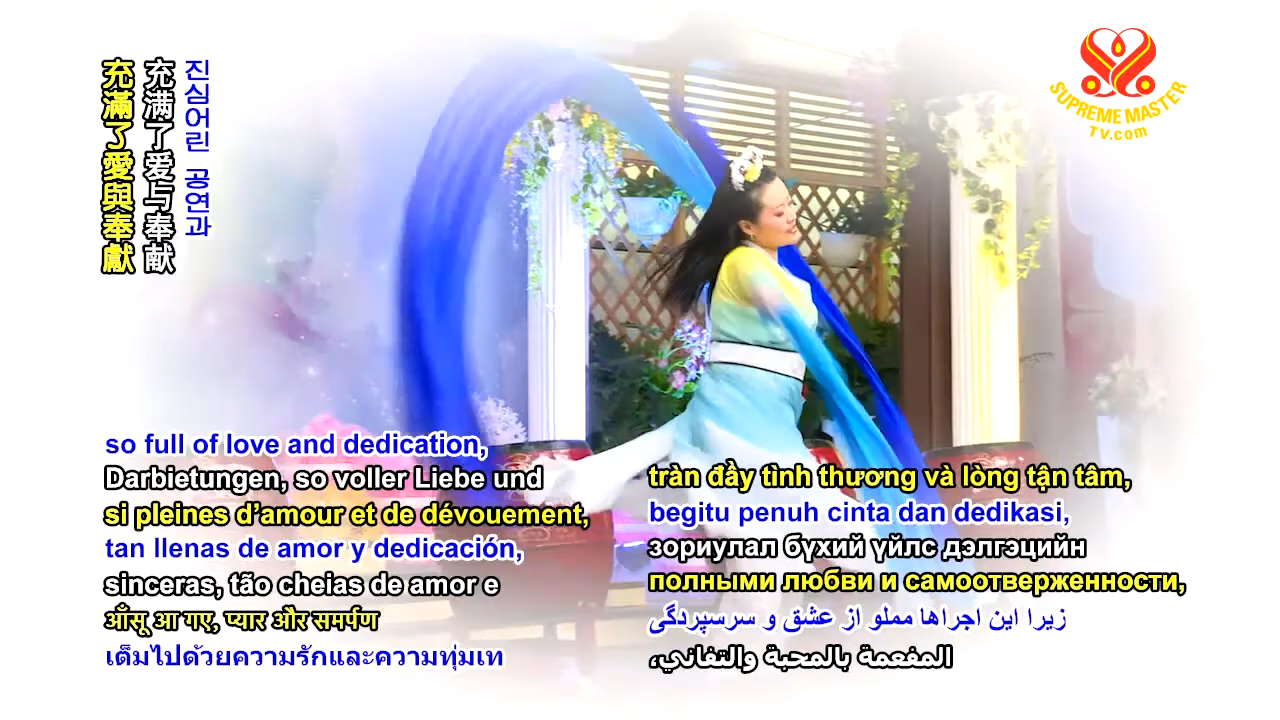 充滿了愛與奉獻
充满了爱与奉献
진심어린 공연과
SUPREME MASTER
TV.com
so full of love and dedication,
Darbietungen, so voller Liebe und
si pleines d’amour et de dévouement,
tan llenas de amor y dedicación,
sinceras, tão cheias de amor e
आँसू आ गए, प्यार और समर्पण
เต็มไปด้วยความรักและความทุ่มเท
tràn đầy tình thương và lòng tận tâm,
begitu penuh cinta dan dedikasi,
зориулал бүхий үйлс дэлгэцийн
полными любви и самоотверженности,
زیرا این اجراها مملو از عشق و سرسپردگی
المفعمة بالمحبة والتفاني،